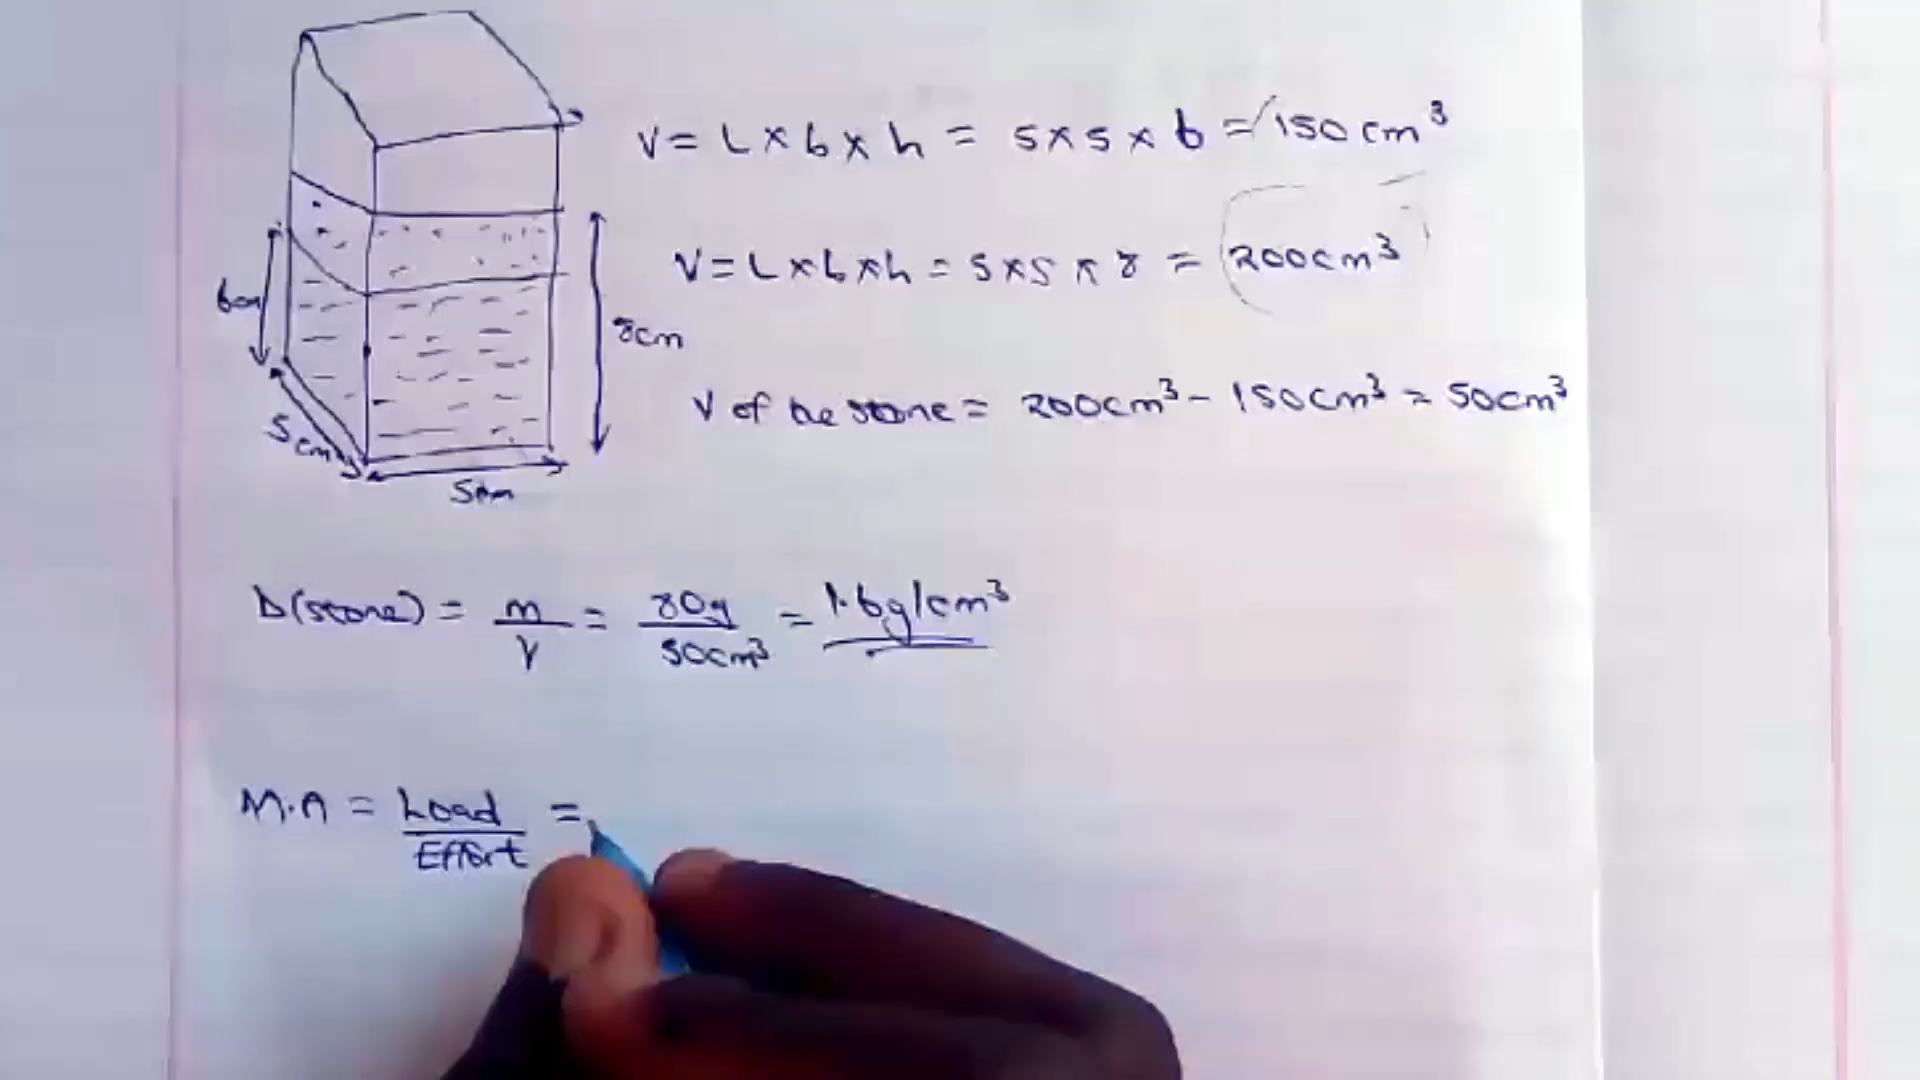 V = L x b x h = 5 x 5 x 6 = 150 cm³
V = L x b x h = 5 x 5 x 8 = 200cm³
6cm
8cm
V of the stone = 200cm³ - 150cm³ = 50cm³
5cm
5cm
D(stone) = m/V = 80g/50cm³ = 1.6g/cm³
M.A = Load/Effort =